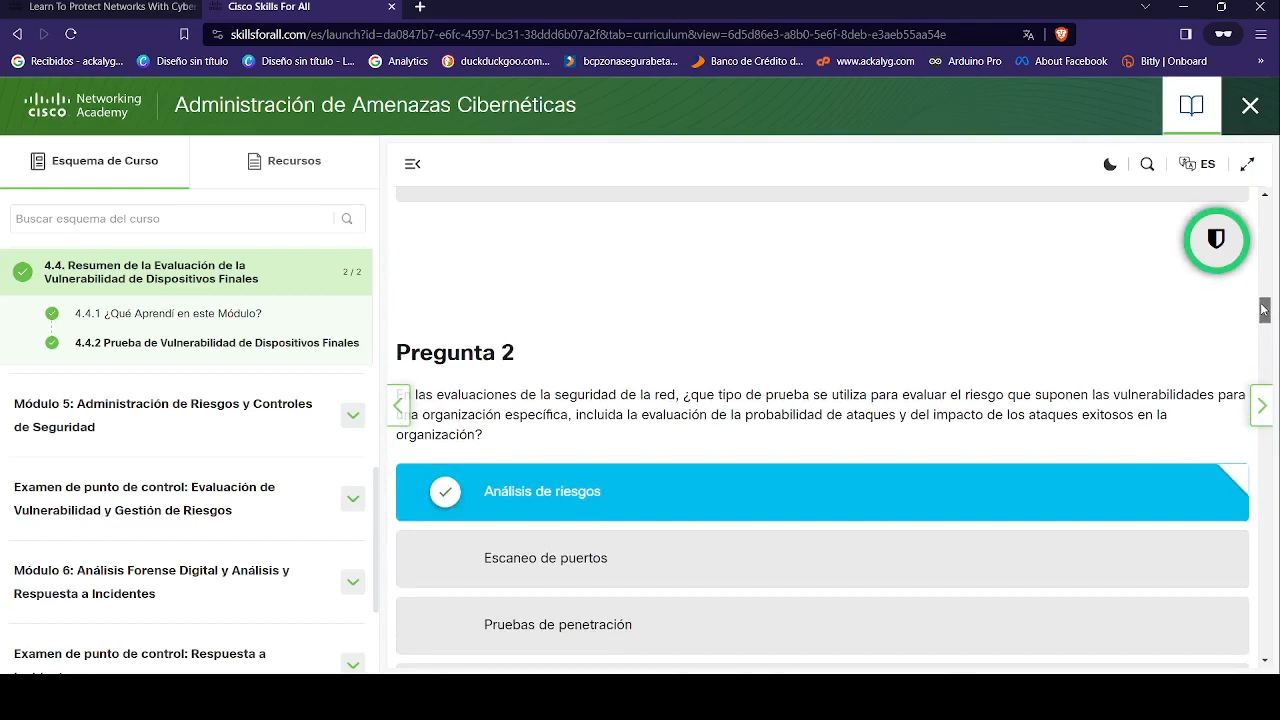 Learn To Protect Networks With Cyber
Cisco Skills For All
skillsforall.com/es/launch?id=da0847b7-e6fc-4597-bc31-38ddd6b07a2f&tab=curriculum&view=6d5d86e3-a8b0-5e6f-8deb-e3aeb55aa54e
Recibidos - ackalyg...
Diseño sin título
Diseño sin título - L...
Analytics
duckduckgoo.com...
bcpzonasegurabeta...
Banco de Crédito d...
www.ackalyg.com
Arduino Pro
About Facebook
Bitly | Onboard
»
CISCO
Networking
Academy
Administración de Amenazas Cibernéticas
Esquema de Curso
Recursos
ES
Buscar esquema del curso
4.4. Resumen de la Evaluación de la
Vulnerabilidad de Dispositivos Finales
2 / 2
4.4.1 ¿Qué Aprendí en este Módulo?
4.4.2 Prueba de Vulnerabilidad de Dispositivos Finales
Módulo 5: Administración de Riesgos y Controles
de Seguridad
Examen de punto de control: Evaluación de
Vulnerabilidad y Gestión de Riesgos
Módulo 6: Análisis Forense Digital y Análisis y
Respuesta a Incidentes
Examen de punto de control: Respuesta a
Pregunta 2
En las evaluaciones de la seguridad de la red, ¿que tipo de prueba se utiliza para evaluar el riesgo que suponen las vulnerabilidades para
una organización específica, incluida la evaluación de la probabilidad de ataques y del impacto de los ataques exitosos en la
organización?
Análisis de riesgos
Escaneo de puertos
Pruebas de penetración